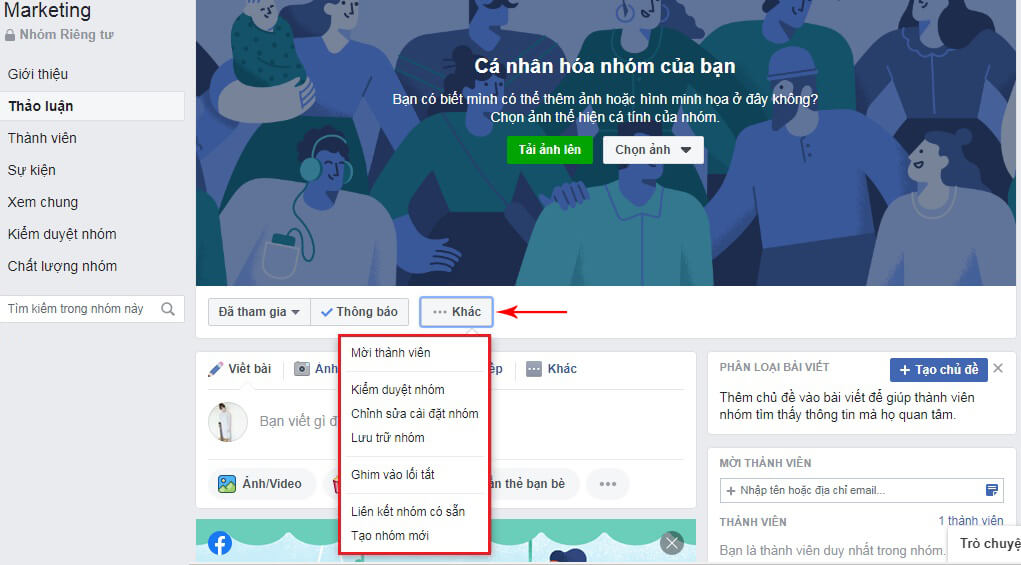 Marketing
Nhóm Riêng tư
Giới thiệu
Thảo luận
Thành viên
Sự kiện
Xem chung
Kiểm duyệt nhóm
Chất lượng nhóm
Tìm kiếm trong nhóm này
Cá nhân hóa nhóm của bạn
Bạn có biết mình có thể thêm ảnh hoặc hình minh họa ở đây không?
Chọn ảnh thể hiện cá tính của nhóm.
Tải ảnh lên
Chọn ảnh
Đã tham gia
Thông báo
Khác
Mời thành viên
Kiểm duyệt nhóm
Chỉnh sửa cài đặt nhóm
Lưu trữ nhóm
Ghim vào lối tắt
Liên kết nhóm có sẵn
Tạo nhóm mới
Viết bài
Khác
Bạn viết gì đ
Ảnh/Video
thẻ bạn bè
PHÂN LOẠI BÀI VIẾT
+ Tạo chủ đề
Thêm chủ đề vào bài viết để giúp thành viên
nhóm tìm thấy thông tin mà họ quan tâm.
MỜI THÀNH VIÊN
+ Nhập tên hoặc địa chỉ email...
THÀNH VIÊN
1 thành viên
Bạn là thành viên duy nhất trong nhóm.
Trò chuyệ